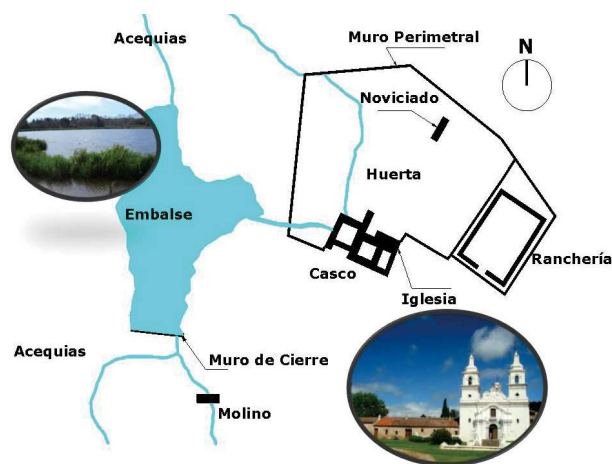 Acequias
Muro Perimetral
N
Noviciado
Huerta
Embalse
Casco
Ranchería
Iglesia
Acequias
Muro de Cierre
Molino